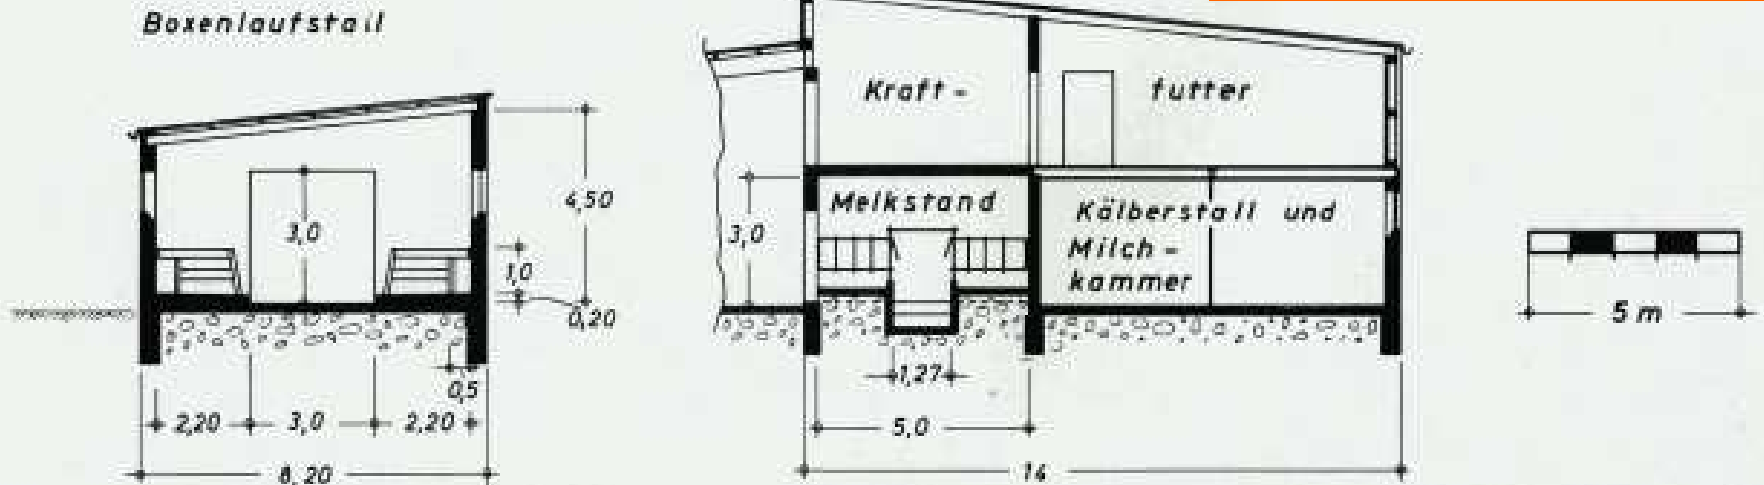 Boxenlaufstall
3,0
4,50
1,0
0,20
0,5
2,20 3,0 2,20
8,20
Kraft- futter
Melkstand
3,0
Kälberstall und
Milch-
kammer
1,27
5,0
14
5 m